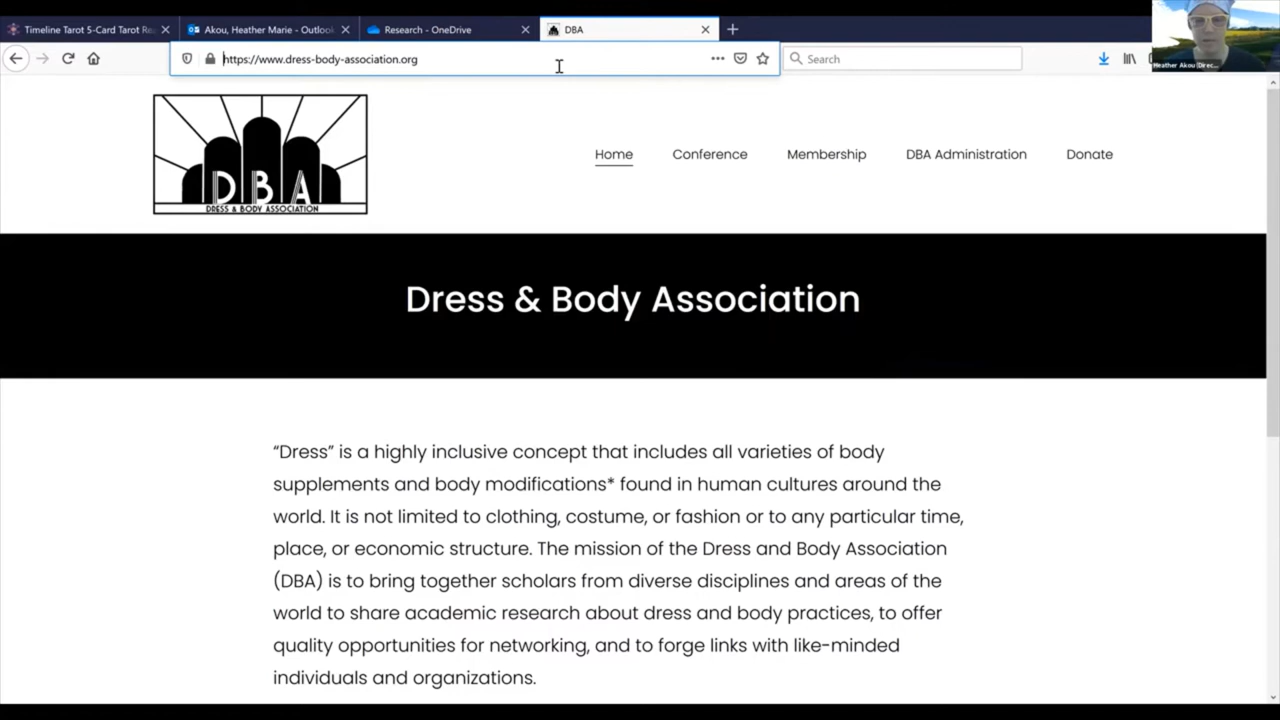 Timeline Tarot 5-Card Tarot Re
Akou, Heather Marie - Outlook
Research - OneDrive
DBA
https://www.dress-body-association.org
Search
Heather Akou (Direc...
DBA
DRESS & BODY ASSOCIATION
Home
Conference
Membership
DBA Administration
Donate
Dress & Body Association
“Dress” is a highly inclusive concept that includes all varieties of body
supplements and body modifications* found in human cultures around the
world. It is not limited to clothing, costume, or fashion or to any particular time,
place, or economic structure. The mission of the Dress and Body Association
(DBA) is to bring together scholars from diverse disciplines and areas of the
world to share academic research about dress and body practices, to offer
quality opportunities for networking, and to forge links with like-minded
individuals and organizations.